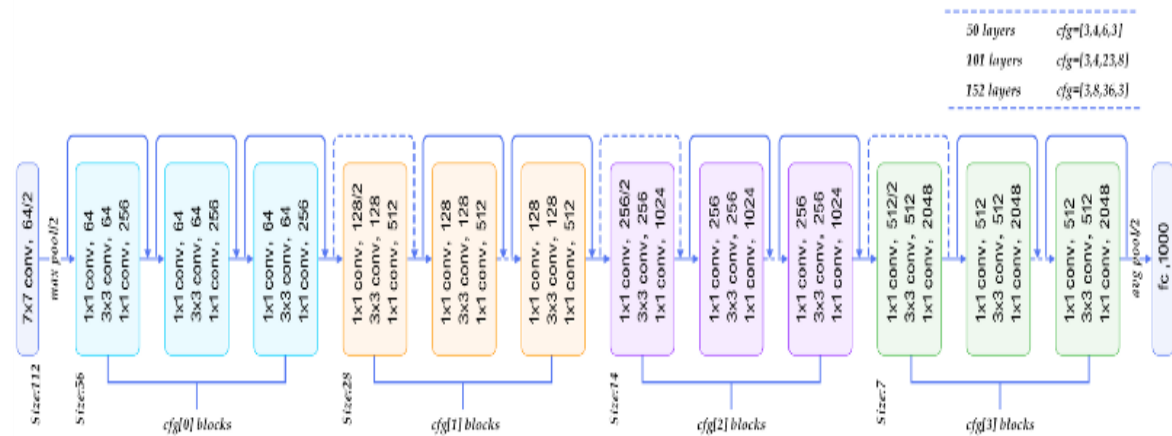 50 layers cfg=[3,4,6,3]
101 layers cfg=[3,4,23,8]
152 layers cfg=[3,8,36,3]
7x7 conv, 64/2
max pool/2
1x1 conv, 64
3x3 conv, 64
1x1 conv, 256
1x1 conv, 64
3x3 conv, 64
1x1 conv, 256
1x1 conv, 64
3x3 conv, 64
1x1 conv, 256
1x1 conv, 128/2
3x3 conv, 128
1x1 conv, 512
1x1 conv, 128
3x3 conv, 128
1x1 conv, 512
1x1 conv, 128
3x3 conv, 128
1x1 conv, 512
1x1 conv, 256/2
3x3 conv, 256
1x1 conv, 1024
1x1 conv, 256
3x3 conv, 256
1x1 conv, 1024
1x1 conv, 256
3x3 conv, 256
1x1 conv, 1024
1x1 conv, 512/2
3x3 conv, 512
1x1 conv, 2048
1x1 conv, 512
3x3 conv, 512
1x1 conv, 2048
1x1 conv, 512
3x3 conv, 512
1x1 conv, 2048
avg pool/2
fc ,1000
Size:112
Size:56
Size:28
Size:14
Size:7
cfg[0] blocks
cfg[1] blocks
cfg[2] blocks
cfg[3] blocks